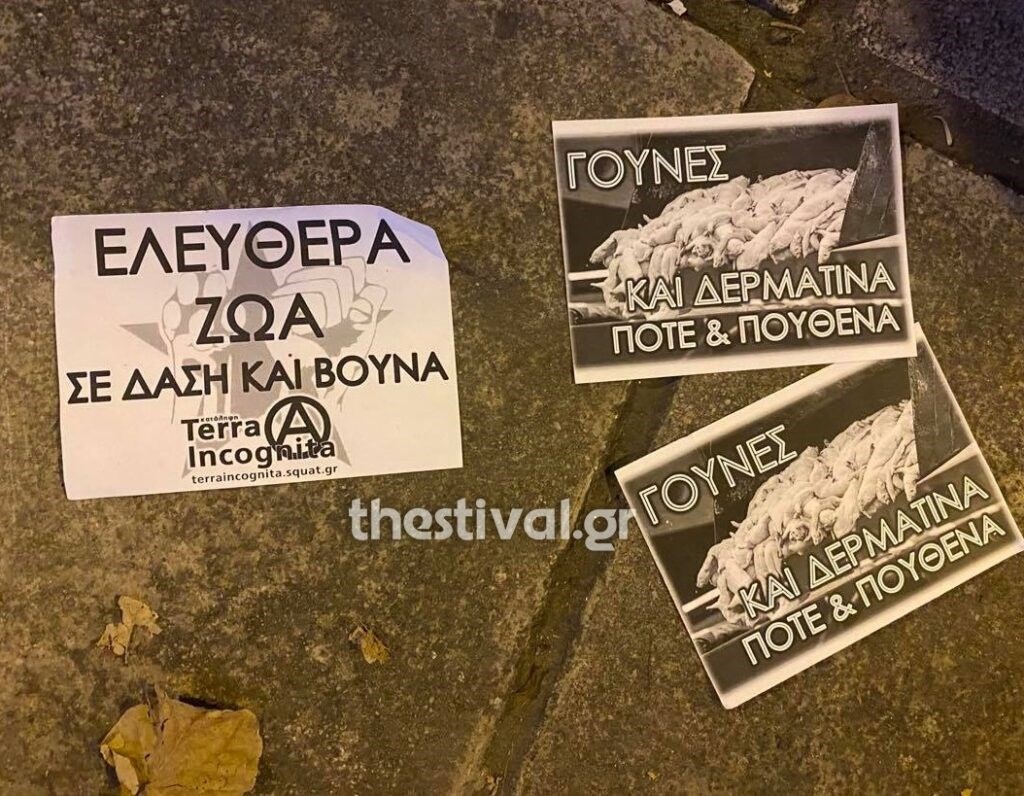 ΕΛΕΥΘΕΡΑ
ΖΩΑ
ΣΕ ΔΑΣΗ ΚΑΙ ΒΟΥΝΑ
κατάληψη
Terra
Incognita
terraincognita.squat.gr
ΓΟΥΝΕΣ
ΚΑΙ ΔΕΡΜΑΤΙΝΑ
ΠΟΤΕ & ΠΟΥΘΕΝΑ
ΓΟΥΝΕΣ
ΚΑΙ ΔΕΡΜΑΤΙΝΑ
ΠΟΤΕ & ΠΟΥΘΕΝΑ
thestival.gr